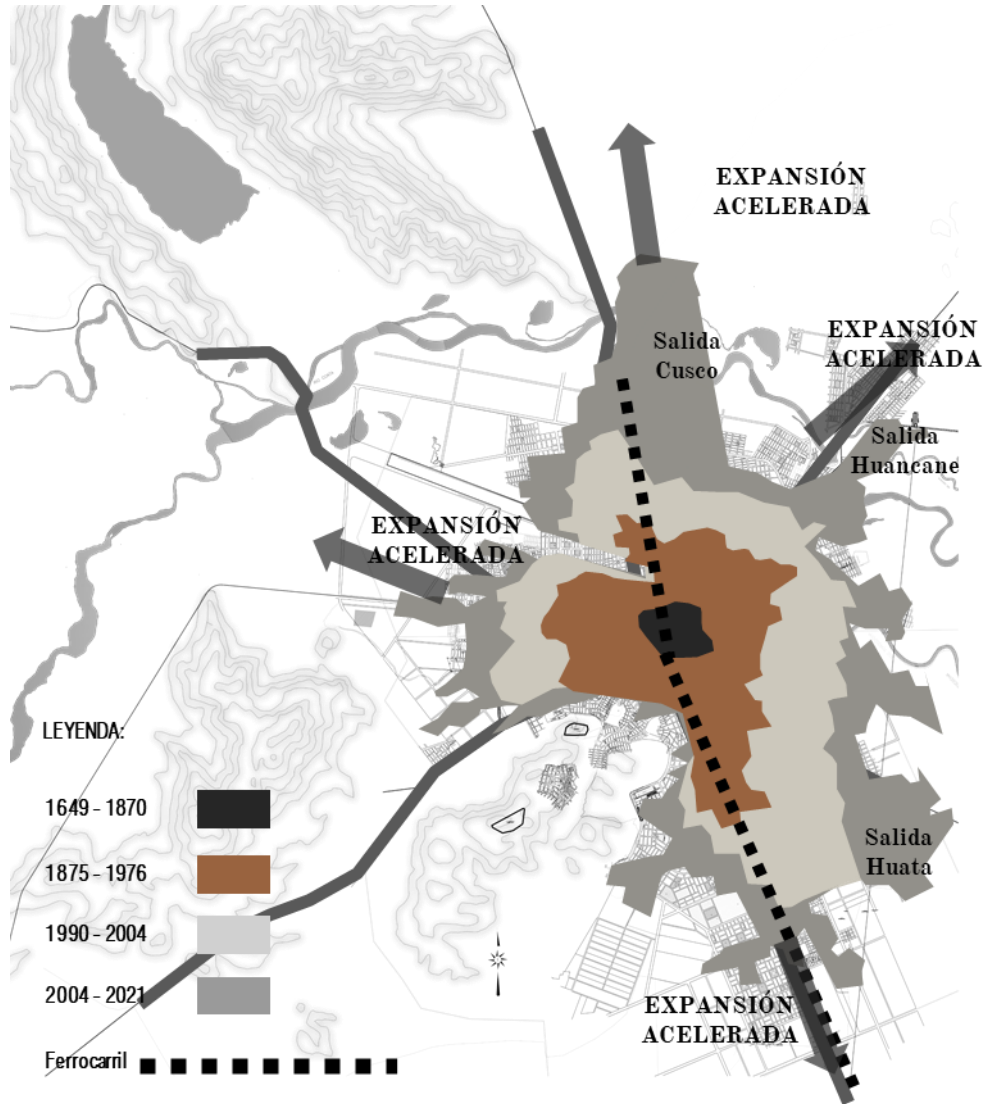 EXPANSIÓN
ACELERADA
EXPANSIÓN
ACELERADA
Salida
Cusco
Salida
Huancane
EXPANSIÓN
ACELERADA
LEYENDA:
1649 - 1870
1875 - 1976
1990 - 2004
2004 - 2021
Ferrocarril
Salida
Huata
EXPANSIÓN
ACELERADA